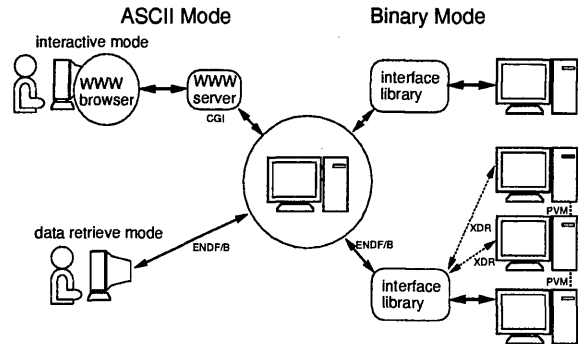 ASCII Mode
Binary Mode
interactive mode
WWW
browser
WWW
server
CGI
interface
library
data retrieve mode
ENDF/B
ENDF/B
interface
library
XDR
XDR
PVM
PVM